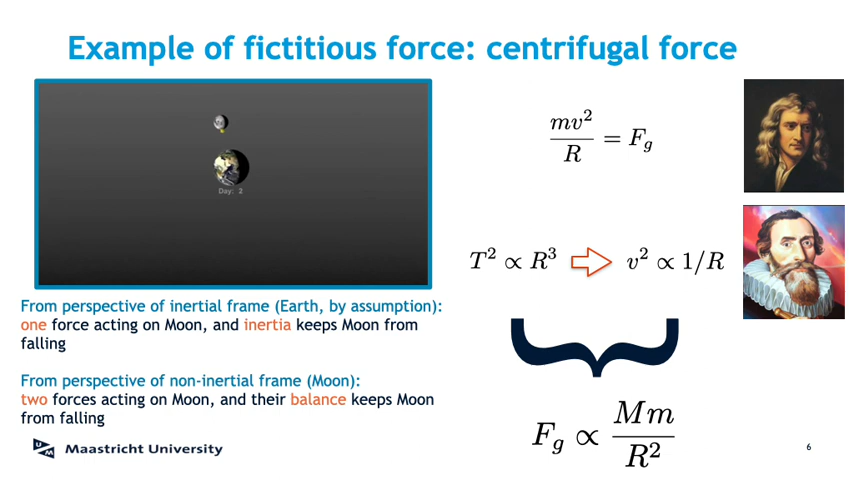 Example of fictitious force: centrifugal force
Day: 2
mv²/R = F_g
T² ∝ R³ ⇨ v² ∝ 1/R
From perspective of inertial frame (Earth, by assumption):
one force acting on Moon, and inertia keeps Moon from
falling
From perspective of non-inertial frame (Moon):
two forces acting on Moon, and their balance keeps Moon
from falling
F_g ∝ Mm/R²
UM Maastricht University
6